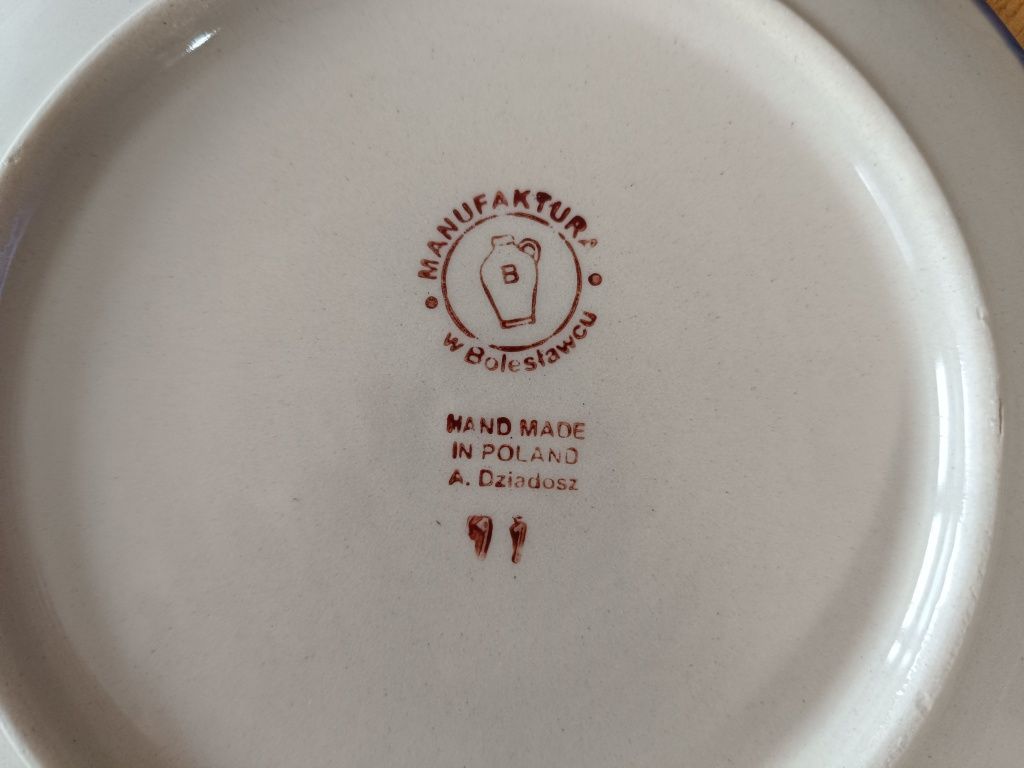 MANUFAKTURA
B
w Bolesławcu
HAND MADE
IN POLAND
A. Dziadosz